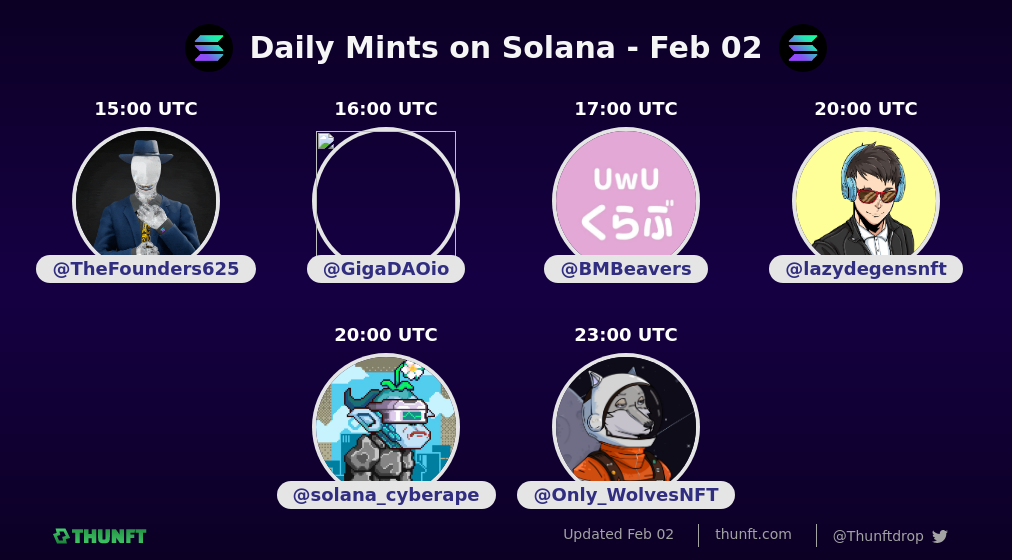 Daily Mints on Solana - Feb 02
15:00 UTC
@TheFounders625
16:00 UTC
@GigaDAOio
17:00 UTC
UwU
くらぶ
@BMBeavers
20:00 UTC
@lazydegensnft
20:00 UTC
@solana_cyberape
23:00 UTC
@Only_WolvesNFT
THUNFT
Updated Feb 02
thunft.com
@Thunftdrop